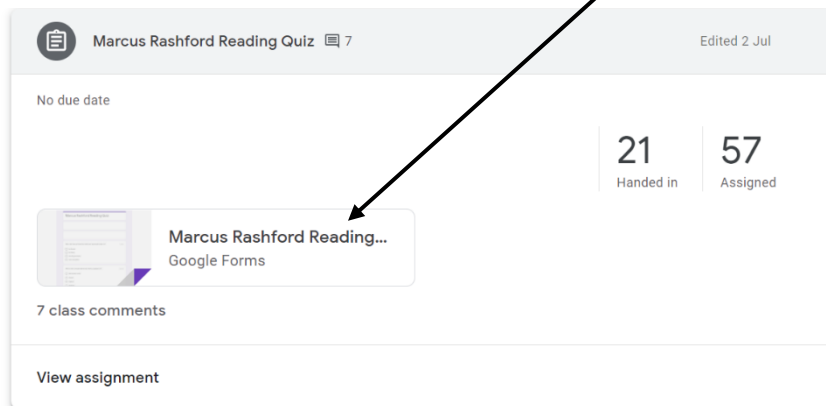 Marcus Rashford Reading Quiz 7
Edited 2 Jul
No due date
21
Handed in
57
Assigned
Marcus Rashford Reading...
Google Forms
7 class comments
View assignment